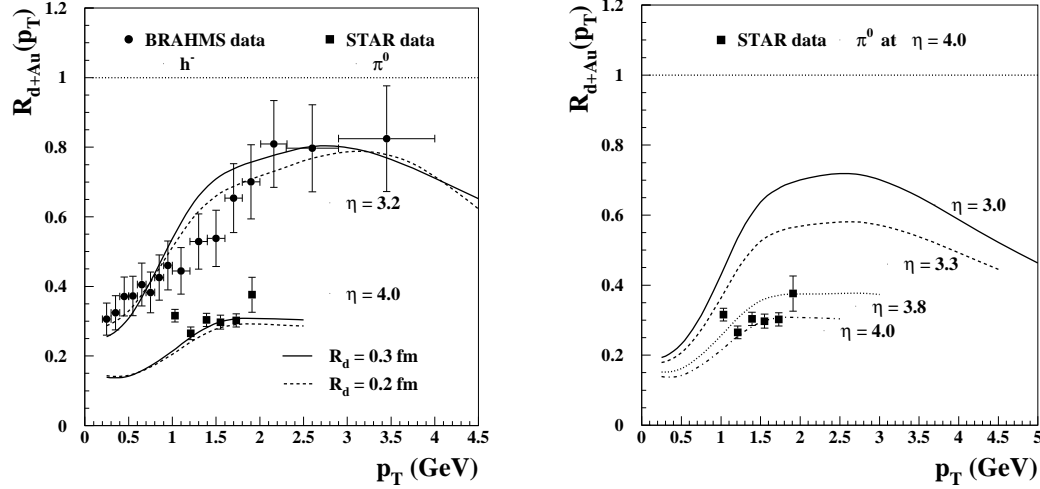 R_{d+Au}(p_T)
1.2
1
0.8
0.6
0.4
0.2
0
BRAHMS data
STAR data
h^-
π^0
η = 3.2
η = 4.0
R_d = 0.3 fm
R_d = 0.2 fm
0 0.5 1 1.5 2 2.5 3 3.5 4 4.5
p_T (GeV)
R_{d+Au}(p_T)
1.2
1
0.8
0.6
0.4
0.2
0
STAR data π^0 at η = 4.0
η = 3.0
η = 3.3
η = 3.8
η = 4.0
0 0.5 1 1.5 2 2.5 3 3.5 4 4.5 5
p_T (GeV)